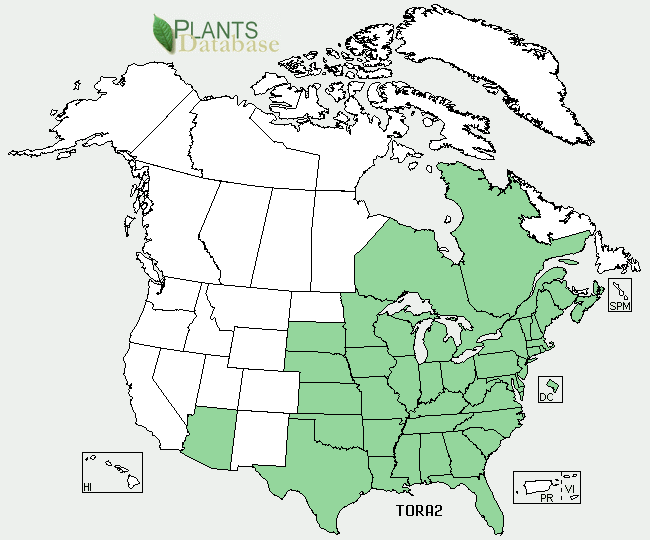 PLANTS
Database
SPM
DC
HI
PR
VI
TORA2